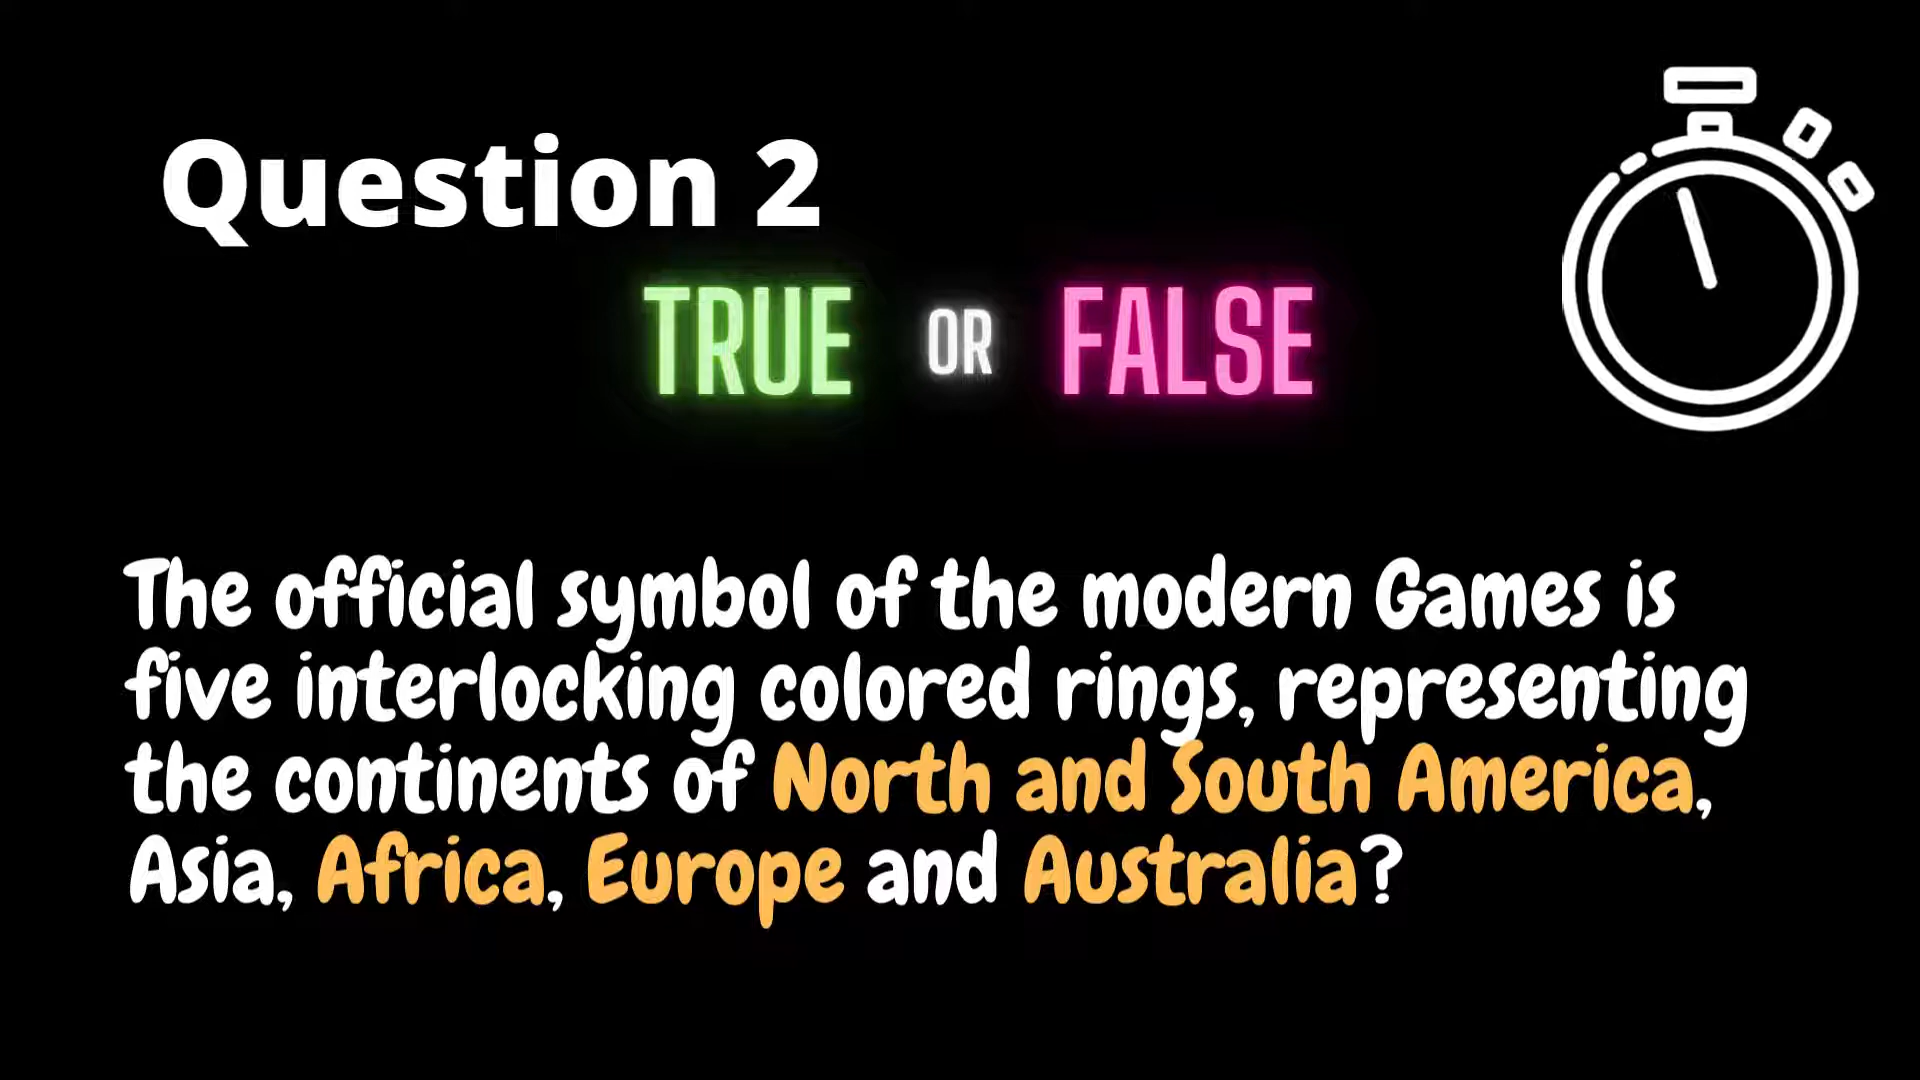 Question 2
TRUE OR FALSE
The official symbol of the modern Games is
five interlocking colored rings, representing
the continents of North and South America,
Asia, Africa, Europe and Australia?